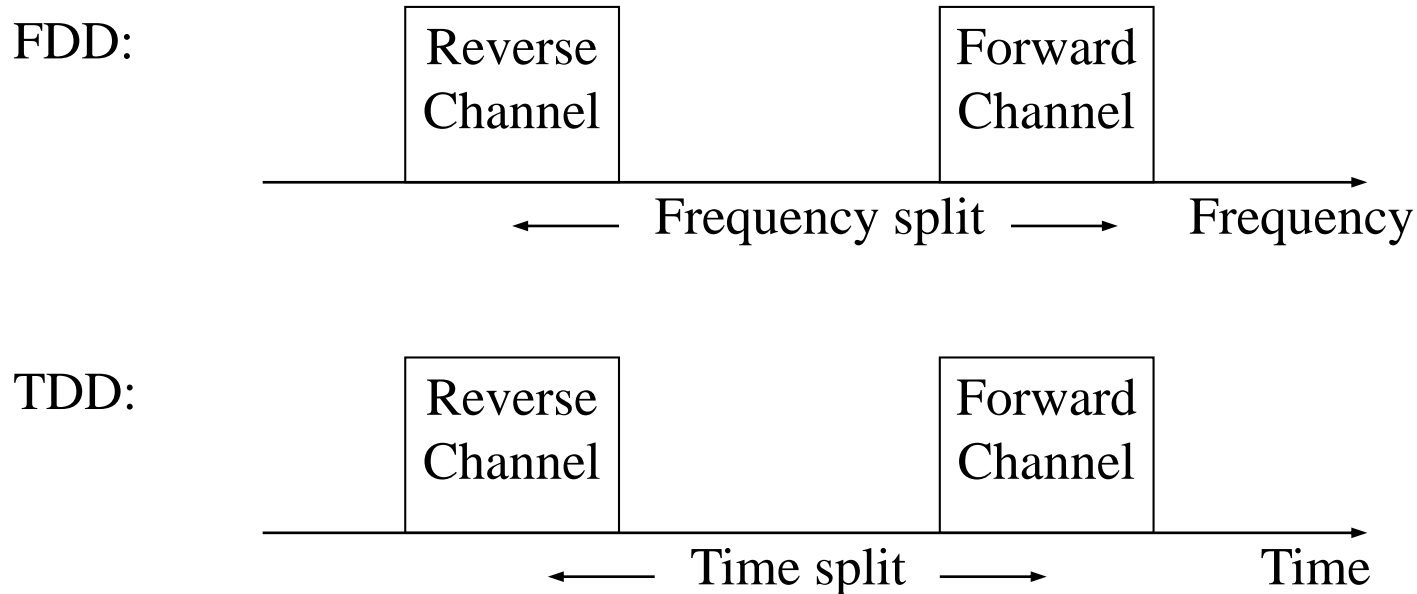 FDD:
Reverse
Channel
Forward
Channel
Frequency split
Frequency
TDD:
Reverse
Channel
Forward
Channel
Time split
Time